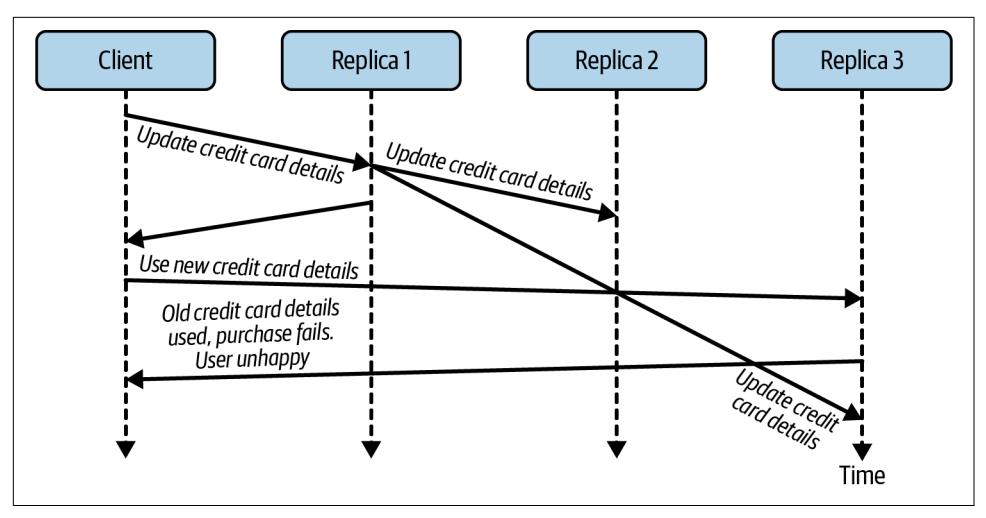 Client
Replica 1
Replica 2
Replica 3
Update credit card details
Update credit card details
Use new credit card details
Old credit card details
used, purchase fails.
User unhappy
Update credit
card details
Time